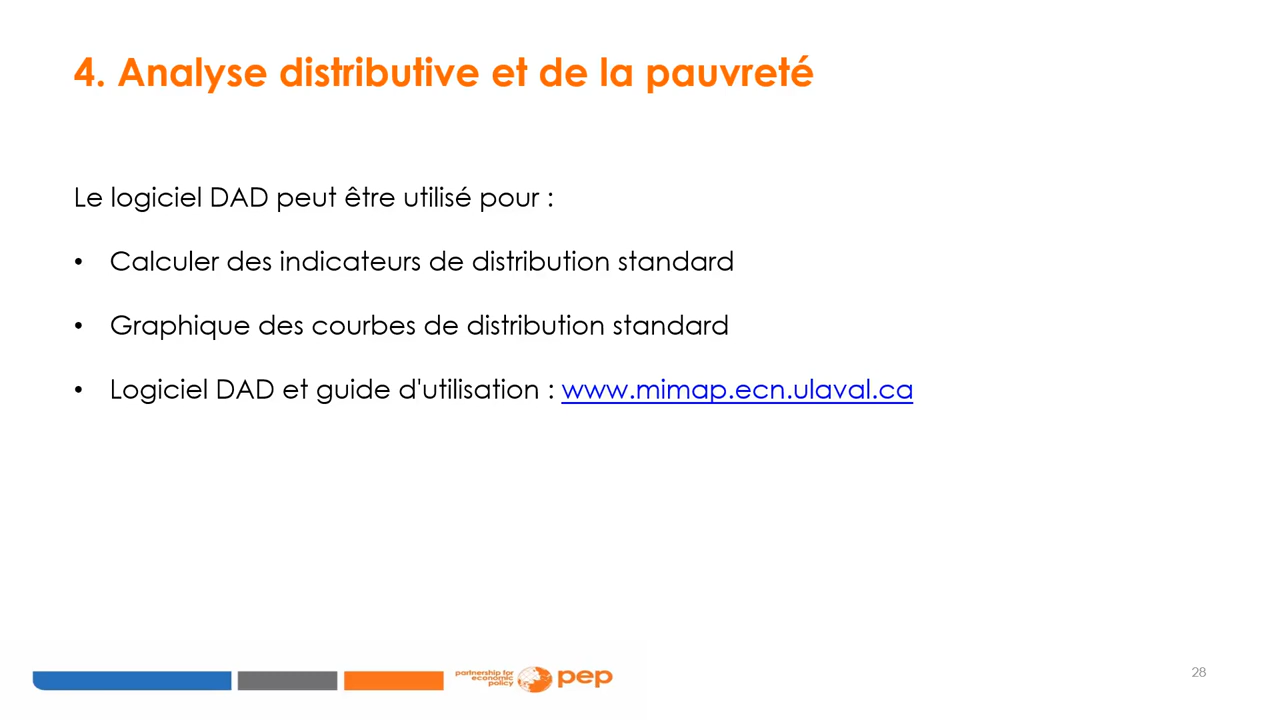 4. Analyse distributive et de la pauvreté
Le logiciel DAD peut être utilisé pour :
• Calculer des indicateurs de distribution standard
• Graphique des courbes de distribution standard
• Logiciel DAD et guide d'utilisation : www.mimap.ecn.ulaval.ca
partnership for
economic
policy
pep
28